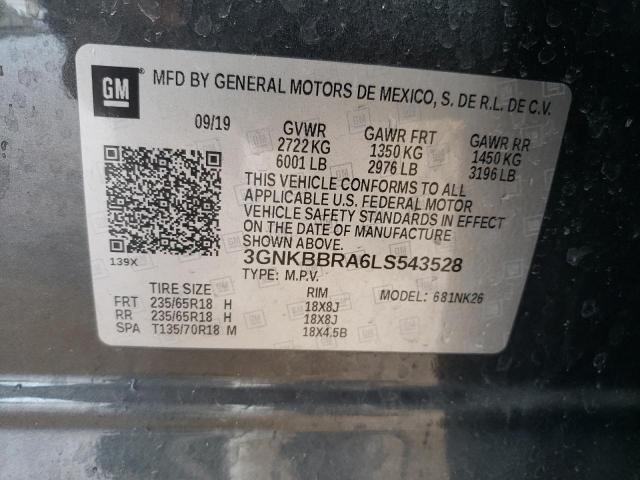 GM
MFD BY GENERAL MOTORS DE MEXICO, S. DE R.L. DE C.V.
09/19 GVWR GAWR FRT GAWR RR
2722 KG 1350 KG 1450 KG
6001 LB 2976 LB 3196 LB
THIS VEHICLE CONFORMS TO ALL
APPLICABLE U.S. FEDERAL MOTOR
VEHICLE SAFETY STANDARDS IN EFFECT
ON THE DATE OF MANUFACTURE
SHOWN ABOVE.
3GNKBBRA6LS543528
139X TYPE: M.P.V.
TIRE SIZE RIM MODEL: 681NK26
FRT 235/65R18 H 18X8J
RR 235/65R18 H 18X8J
SPA T135/70R18 M 18X4.5B